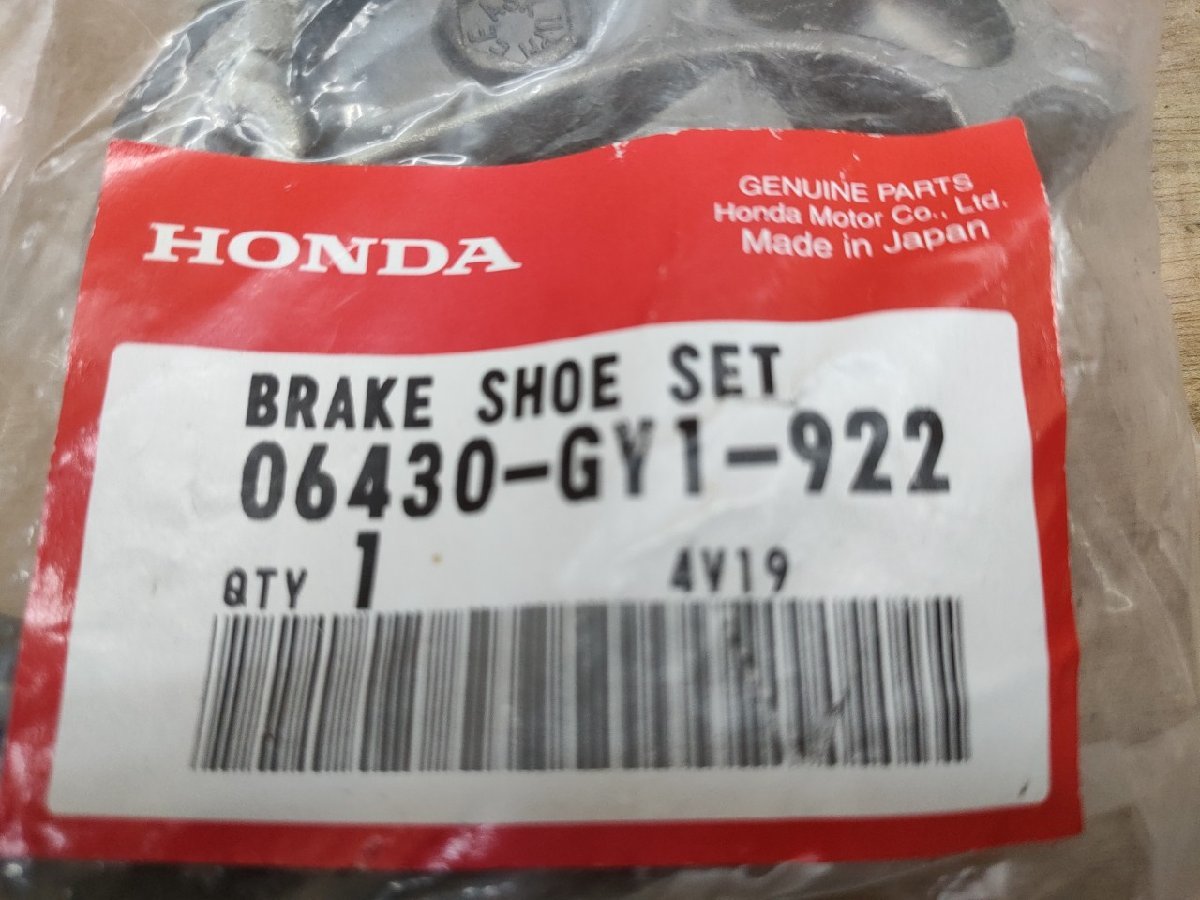 HONDA
GENUINE PARTS
Honda Motor Co., Ltd.
Made in Japan
BRAKE SHOE SET
06430-GY1-922
QTY 1 4V19